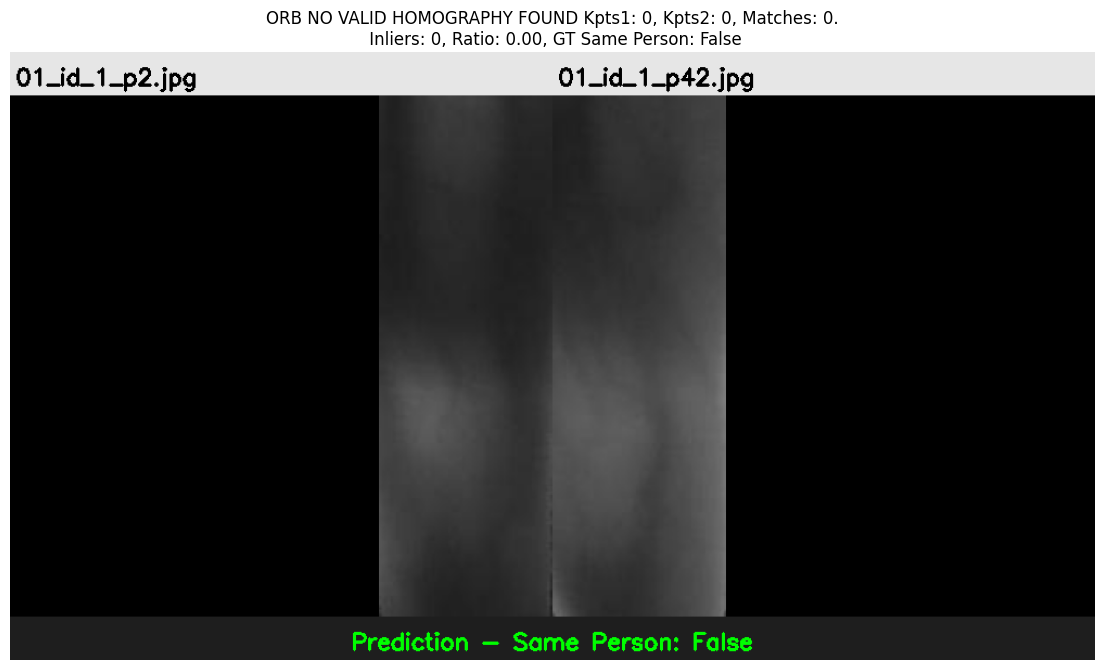 ORB NO VALID HOMOGRAPHY FOUND Kpts1: 0, Kpts2: 0, Matches: 0.
Inliers: 0, Ratio: 0.00, GT Same Person: False
01_id_1_p2.jpg
01_id_1_p42.jpg
Prediction - Same Person: False